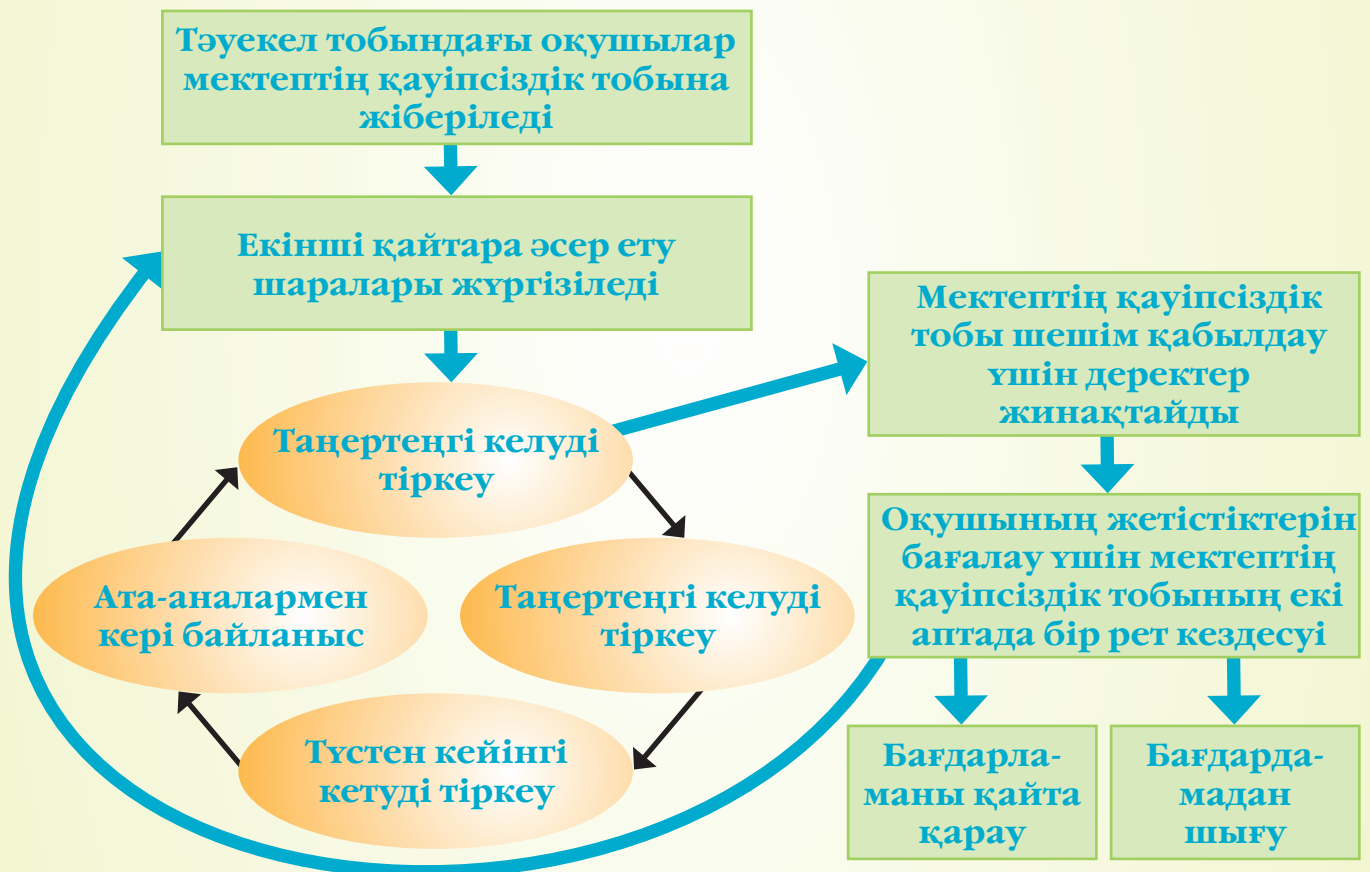 Тәуекел тобындағы оқушылар
мектептің қауіпсіздік тобына
жіберіледі
Екінші қайтара әсер ету
шаралары жүргізіледі
Мектептің қауіпсіздік
тобы шешім қабылдау
үшін деректер
жинақтайды
Таңертеңгі келуді
тіркеу
Оқушының жетістіктерін
бағалау үшін мектептің
қауіпсіздік тобының екі
аптада бір рет кездесуі
Ата-аналармен
кері байланыс
Таңертеңгі келуді
тіркеу
Түстен кейінгі
кетуді тіркеу
Бағдарла-
маны қайта
қарау
Бағдарда-
мадан
шығу